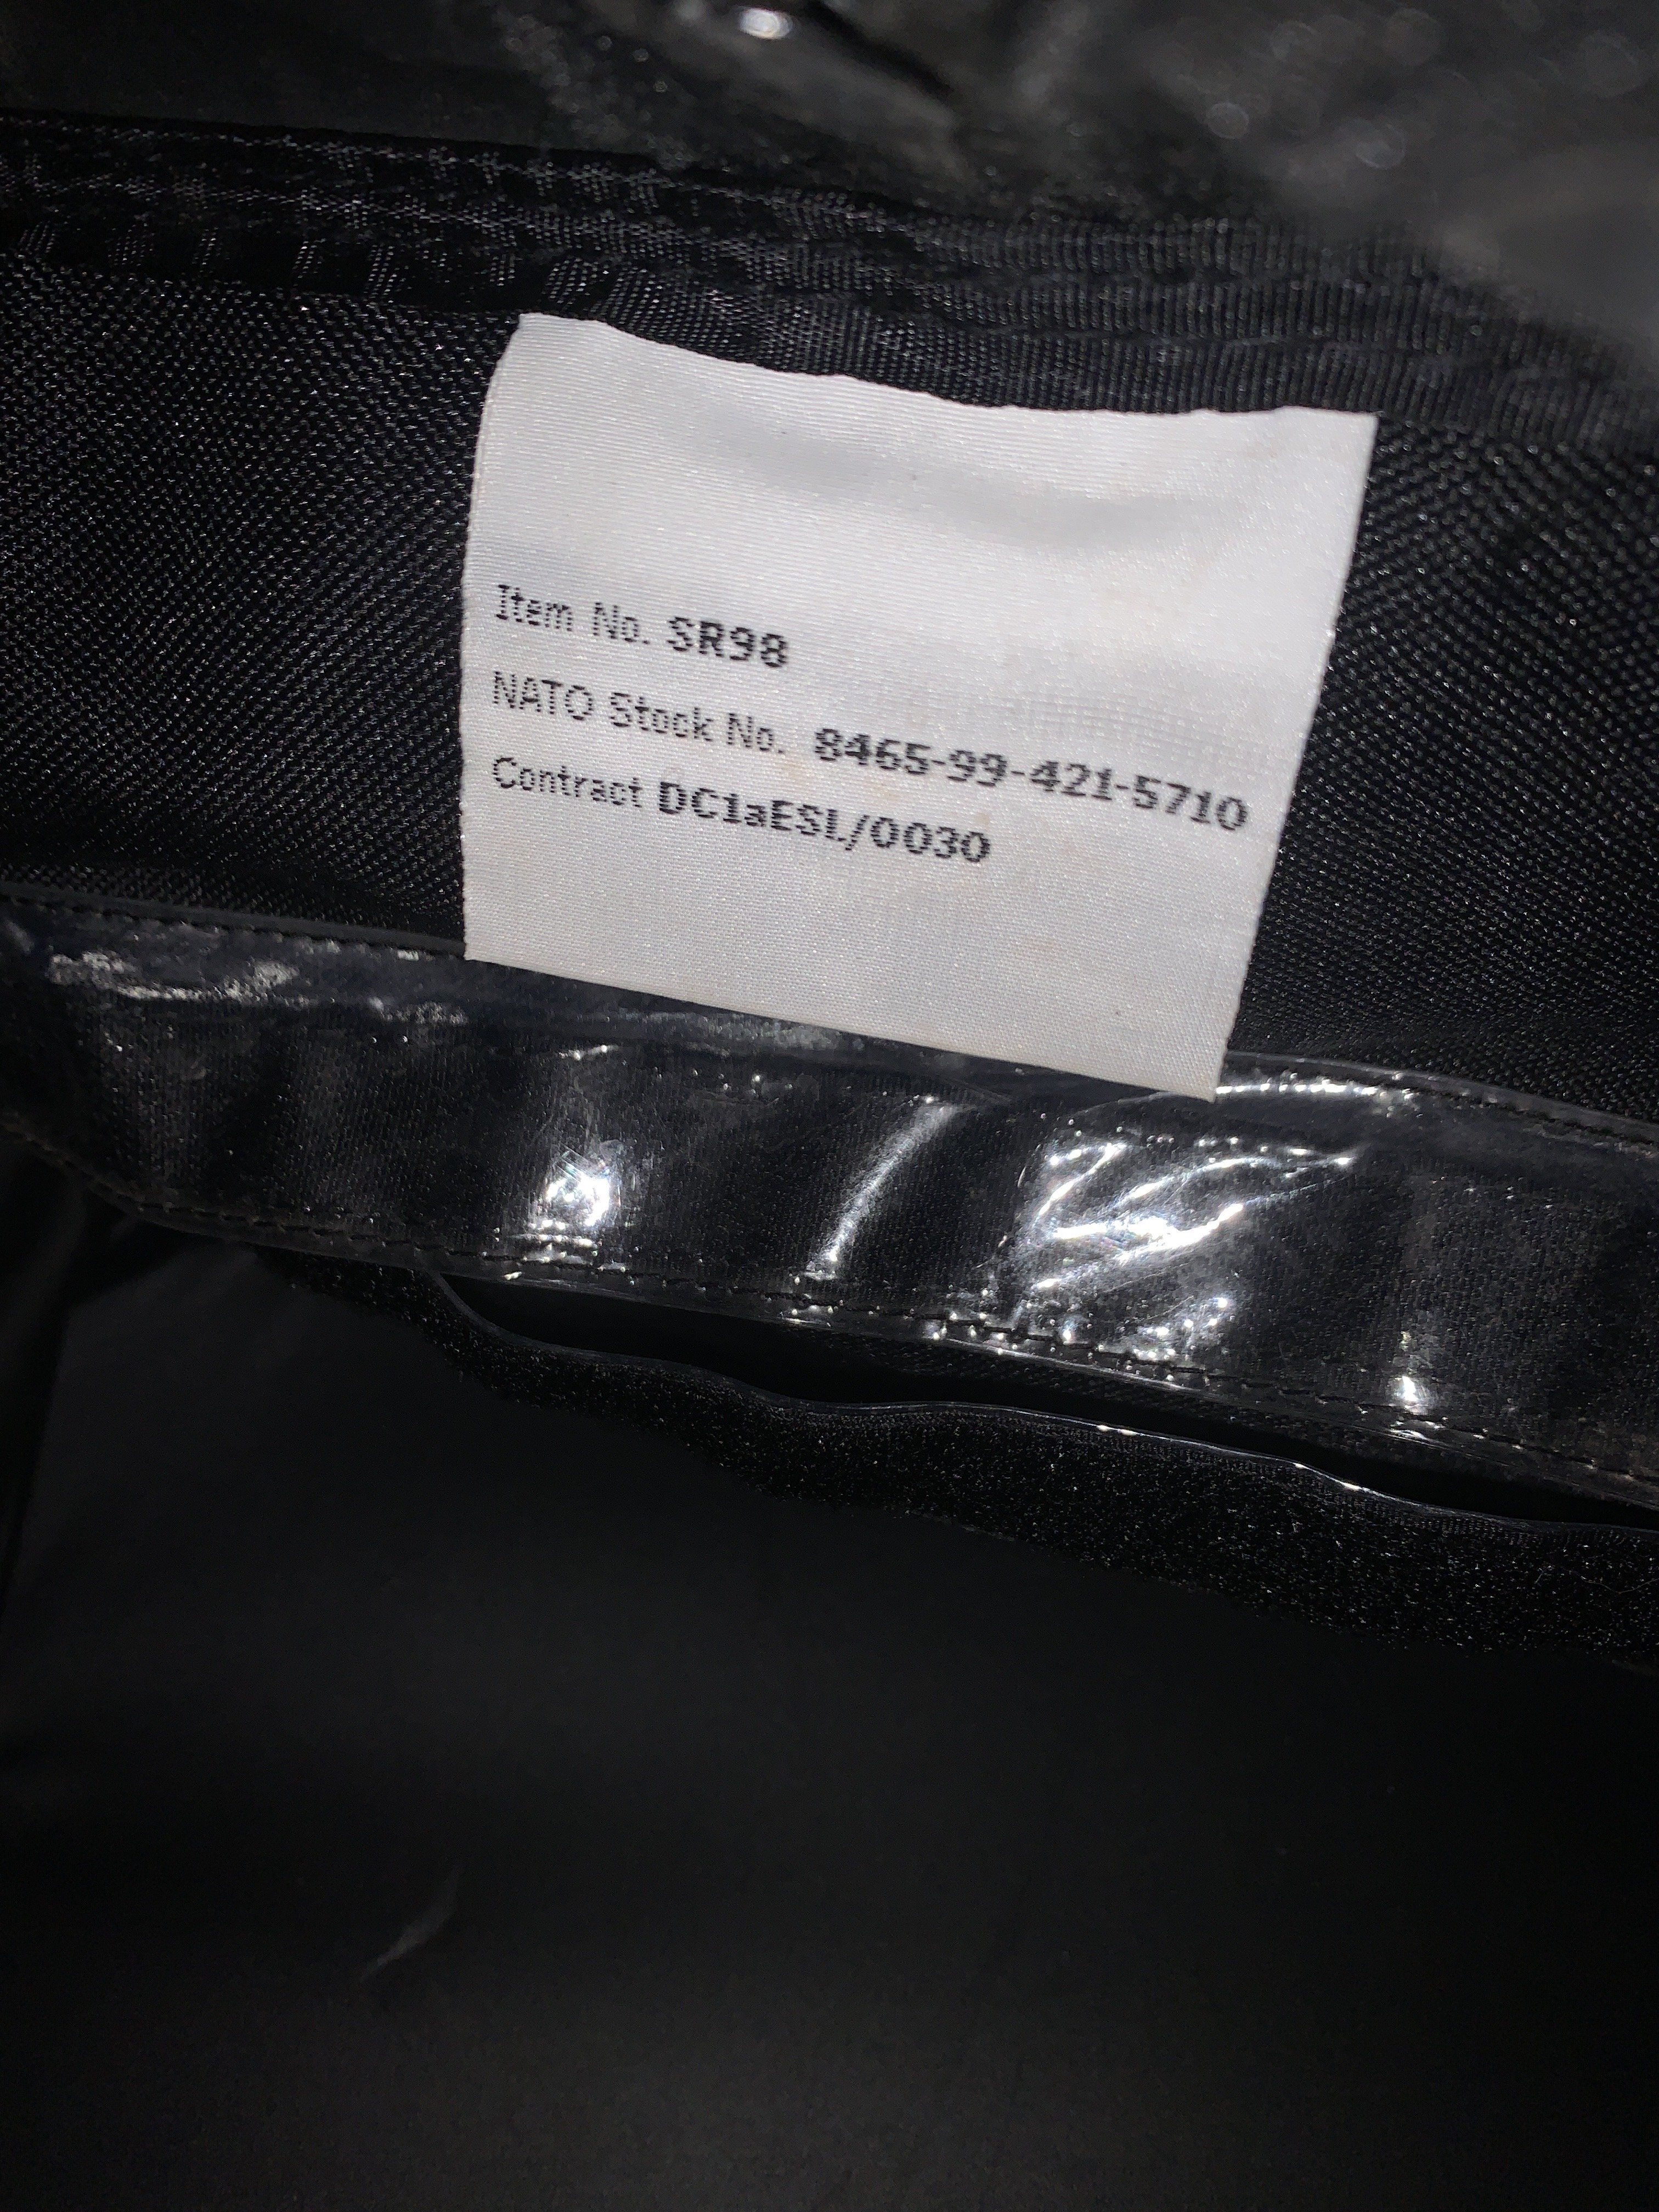 Item No. SR98
NATO Stock No. 8465-99-421-5710
Contract DC1aESL/0030